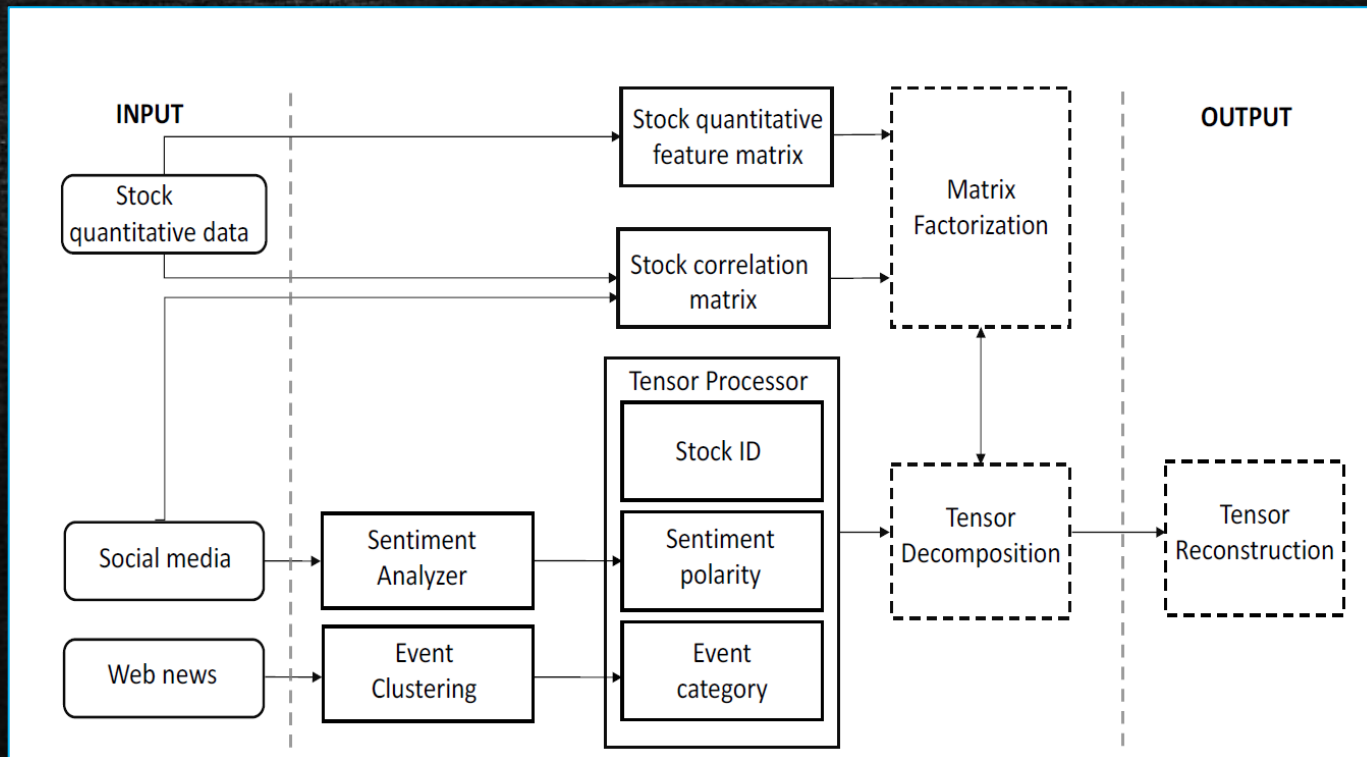 INPUT
OUTPUT
Stock
quantitative data
Stock quantitative
feature matrix
Matrix
Factorization
Stock correlation
matrix
Tensor Processor
Stock ID
Social media
Sentiment
Analyzer
Sentiment
polarity
Tensor
Decomposition
Tensor
Reconstruction
Web news
Event
Clustering
Event
category